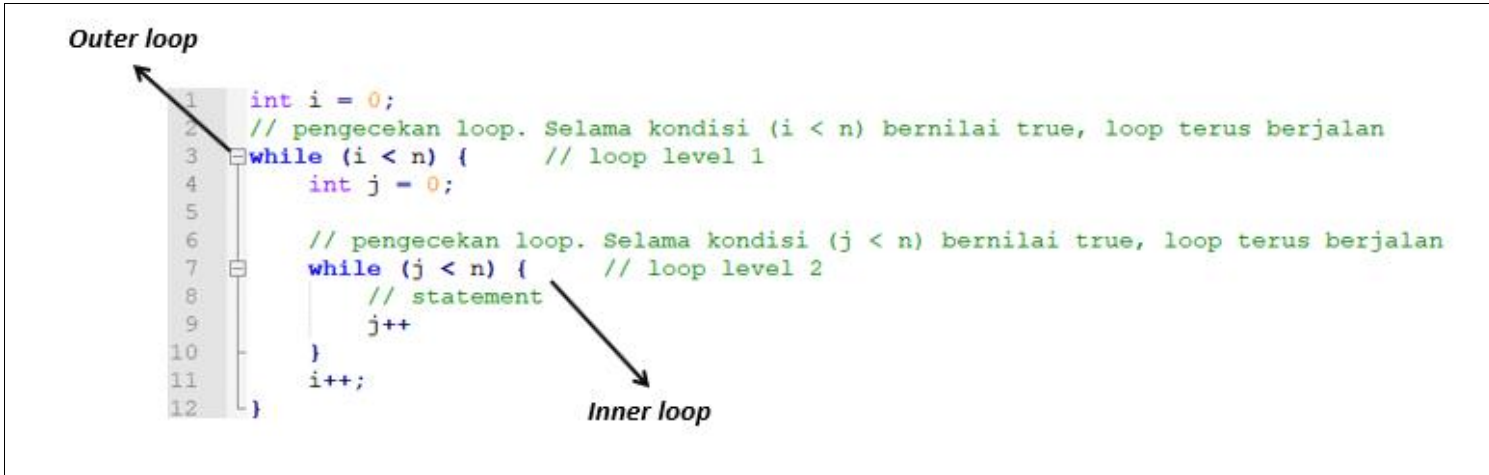 Outer loop
1 int i = 0;
2 // pengecekan loop. Selama kondisi (i < n) bernilai true, loop terus berjalan
3 while (i < n) { // loop level 1
4 int j = 0;
5
6 // pengecekan loop. Selama kondisi (j < n) bernilai true, loop terus berjalan
7 while (j < n) { // loop level 2
8 // statement
9 j++
10 }
11 i++;
12 }
Inner loop